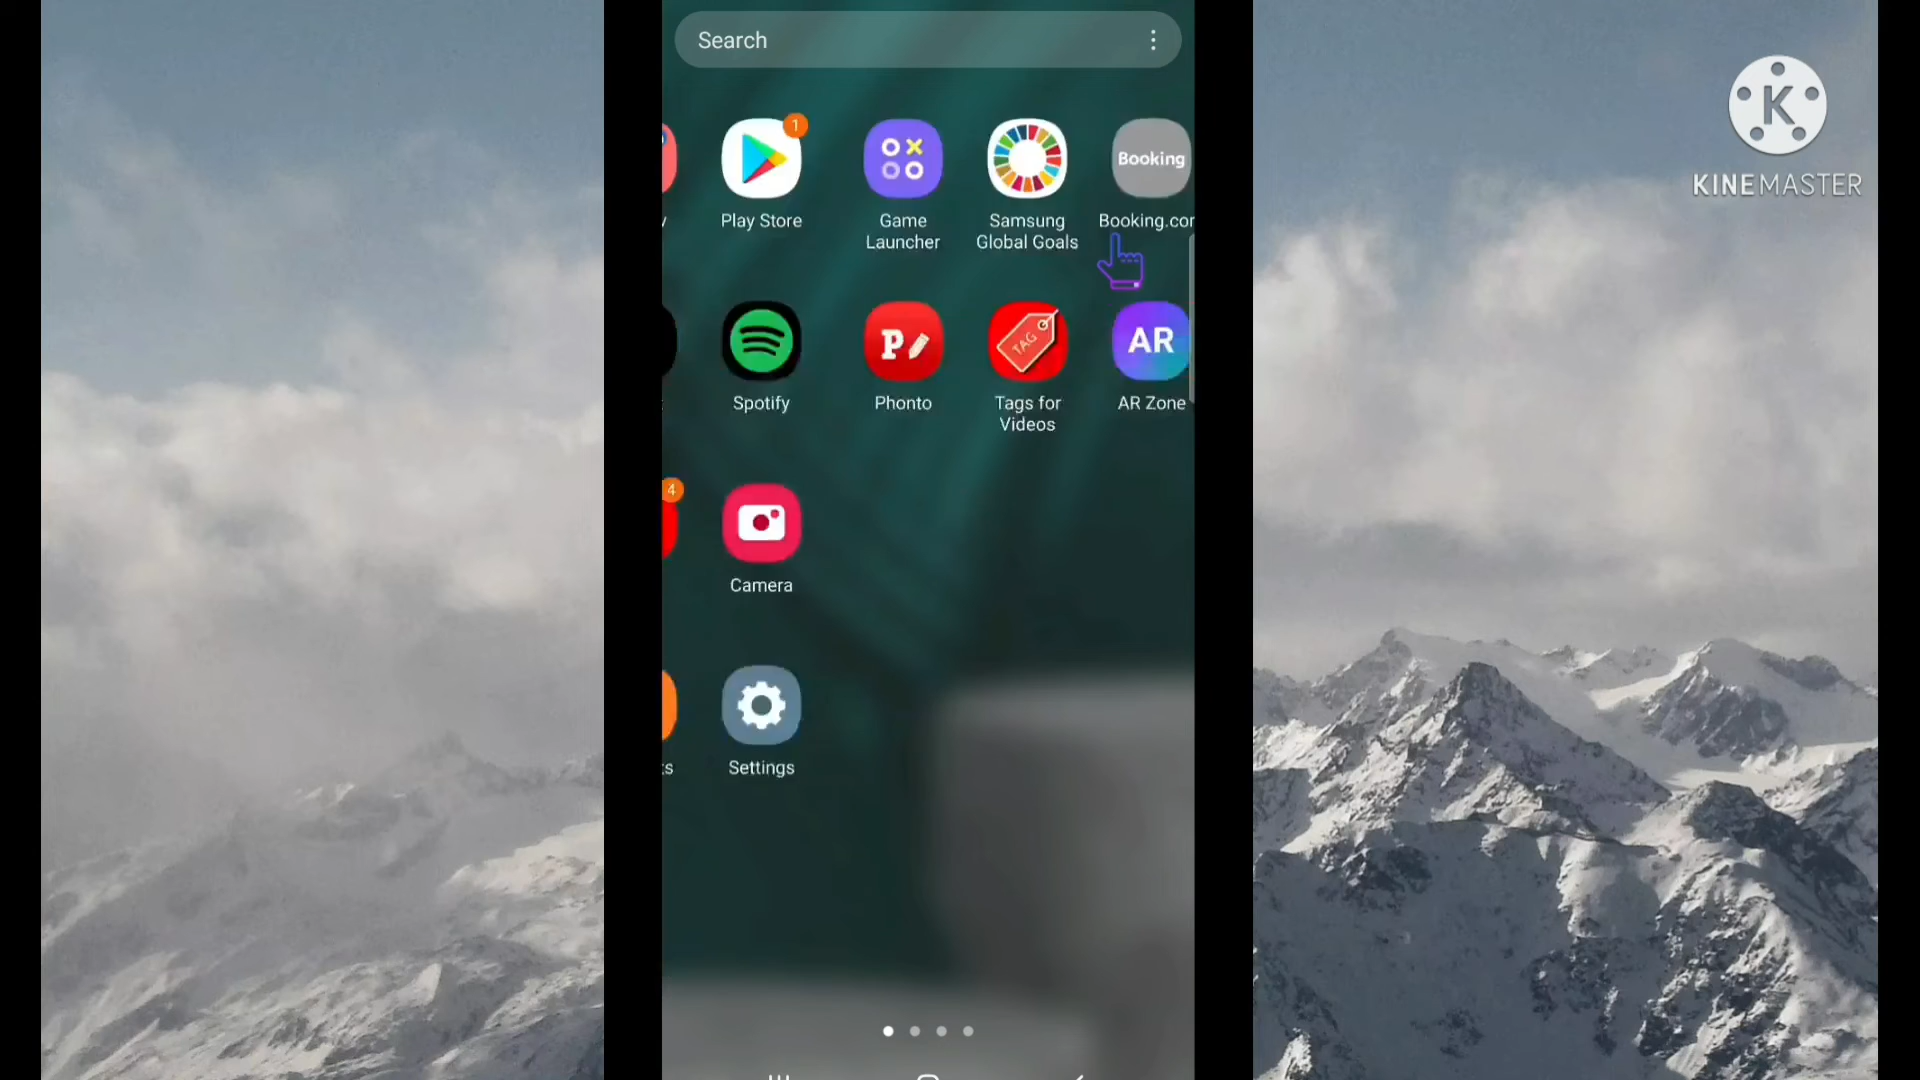 Search
1
Play Store
Game
Launcher
Samsung
Global Goals
Booking
Booking.cor
Spotify
P
Phonto
TAG
Tags for
Videos
AR
AR Zone
4
Camera
Settings
K
KINEMASTER